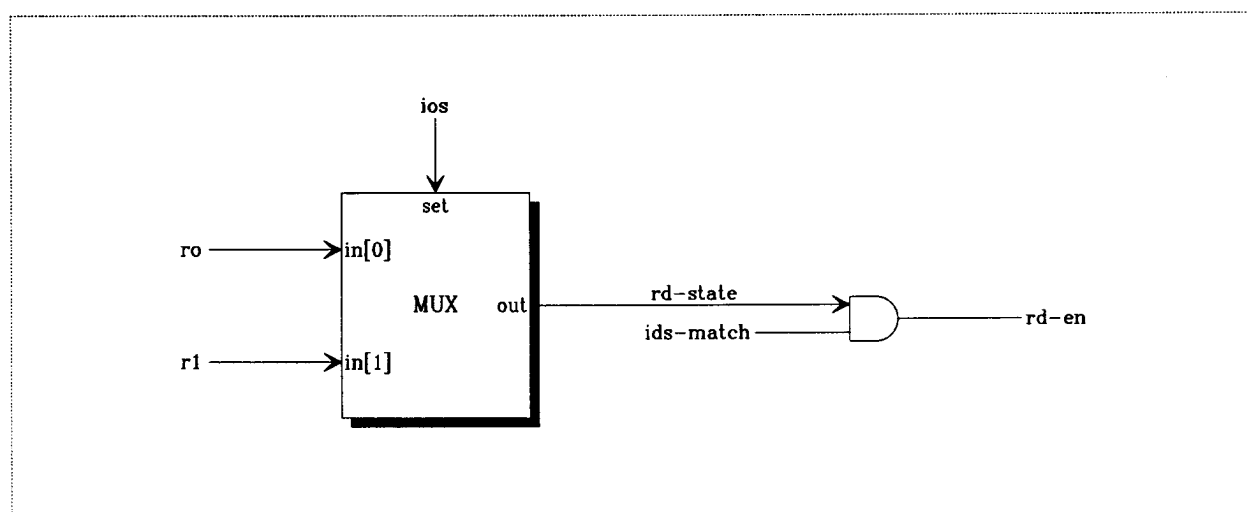 ios
set
ro
in[0]
MUX
out
rd-state
ids-match
rd-en
r1
in[1]